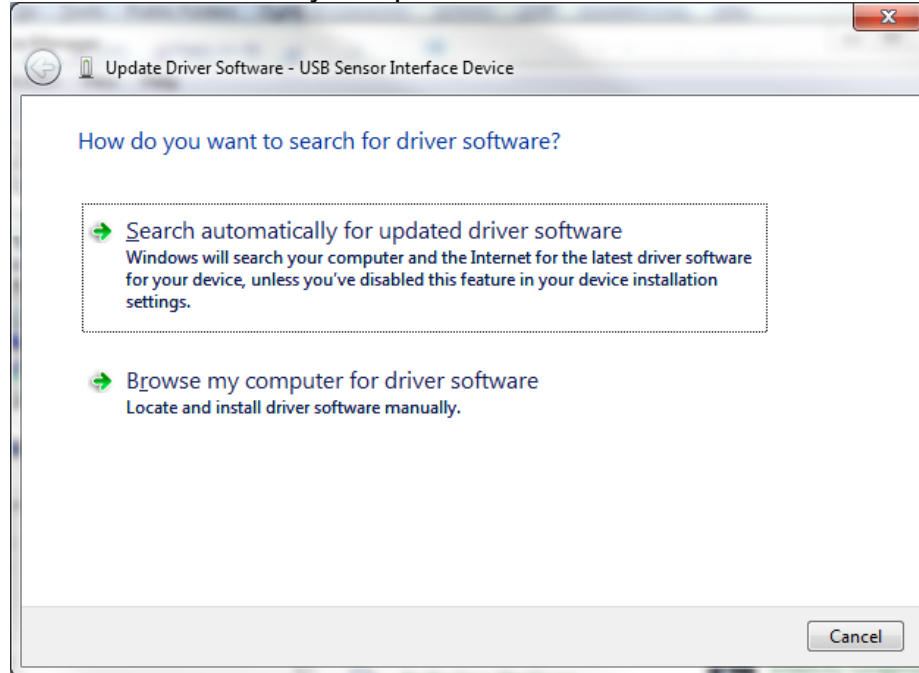 Update Driver Software - USB Sensor Interface Device
How do you want to search for driver software?
Search automatically for updated driver software
Windows will search your computer and the Internet for the latest driver software
for your device, unless you've disabled this feature in your device installation
settings.
Browse my computer for driver software
Locate and install driver software manually.
Cancel